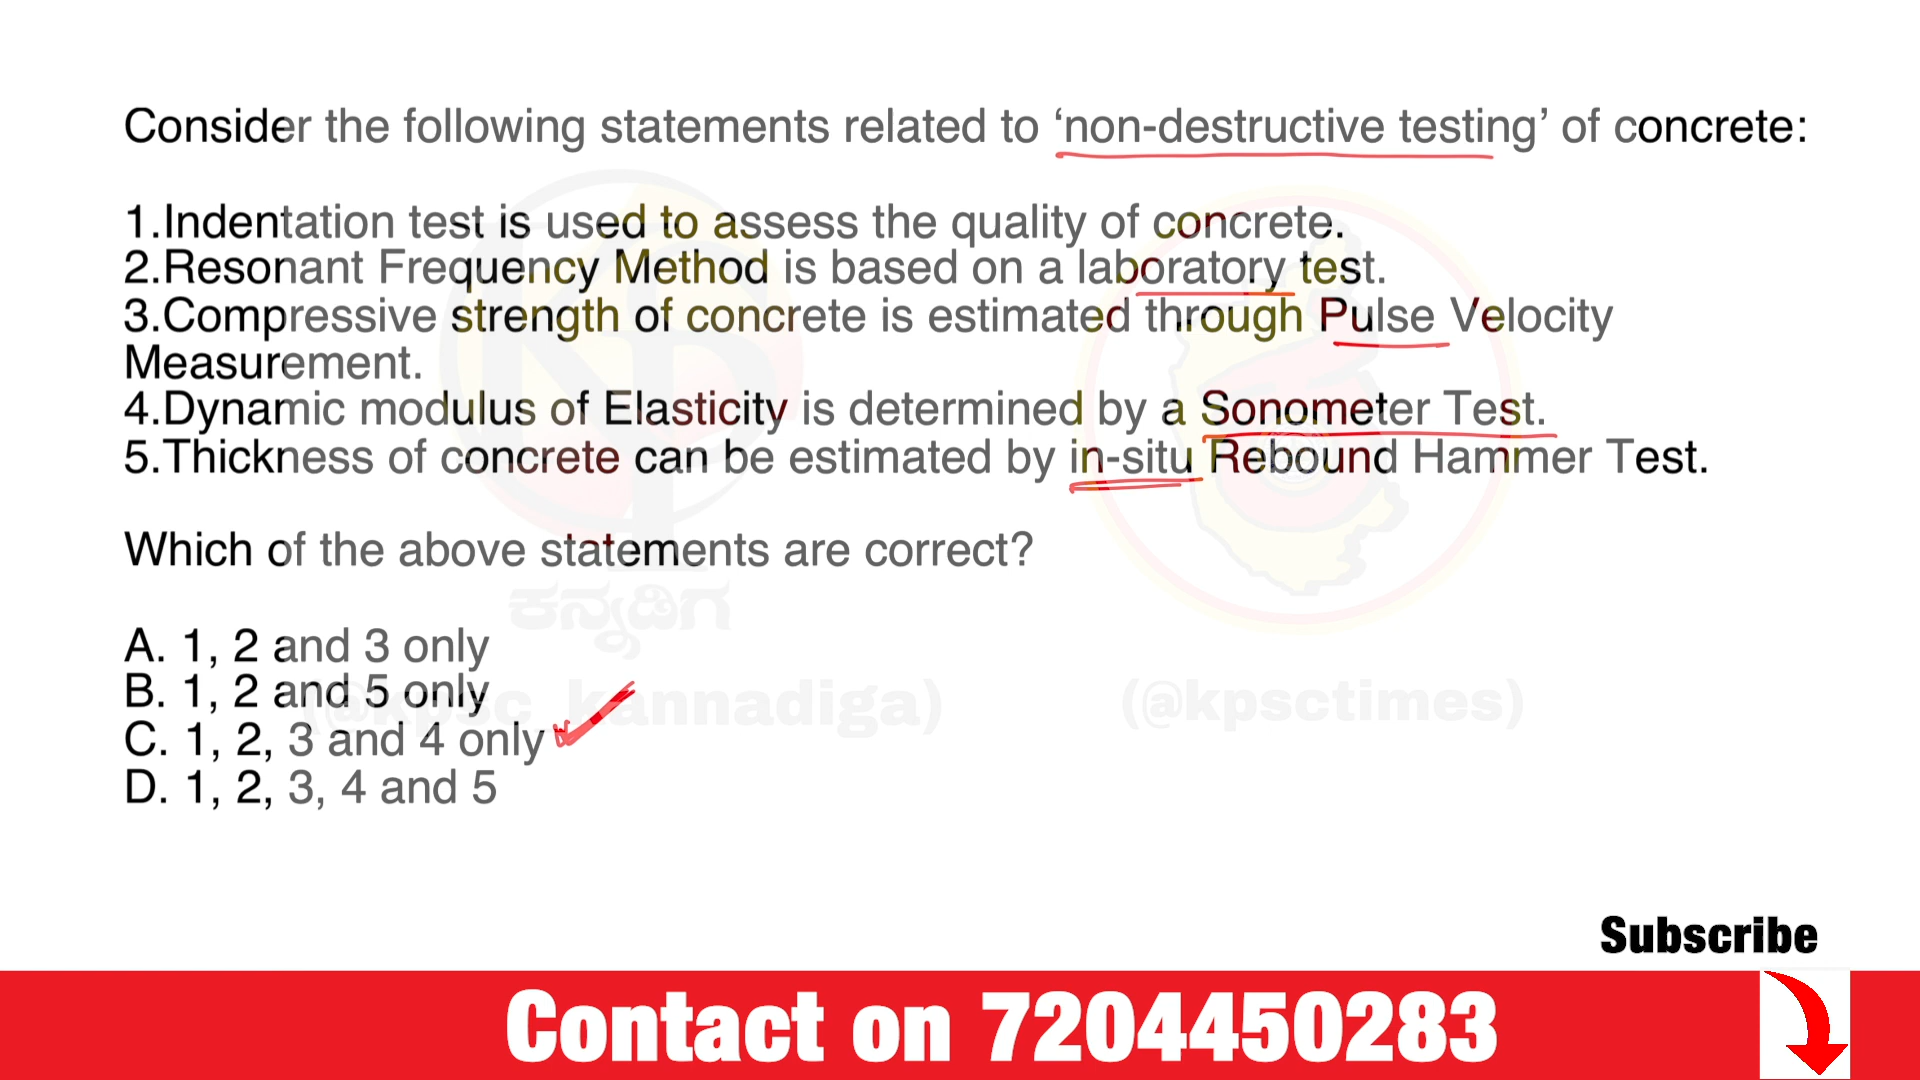 Consider the following statements related to ‘non-destructive testing’ of concrete:
1.Indentation test is used to assess the quality of concrete.
2.Resonant Frequency Method is based on a laboratory test.
3.Compressive strength of concrete is estimated through Pulse Velocity
Measurement.
4.Dynamic modulus of Elasticity is determined by a Sonometer Test.
5.Thickness of concrete can be estimated by in-situ Rebound Hammer Test.
Which of the above statements are correct?
ಕನ್ನಡಿಗ
A. 1, 2 and 3 only
B. 1, 2 and 5 only
(@kpsc_kannadiga)
(@kpsctimes)
C. 1, 2, 3 and 4 only
D. 1, 2, 3, 4 and 5
Subscribe
Contact on 7204450283